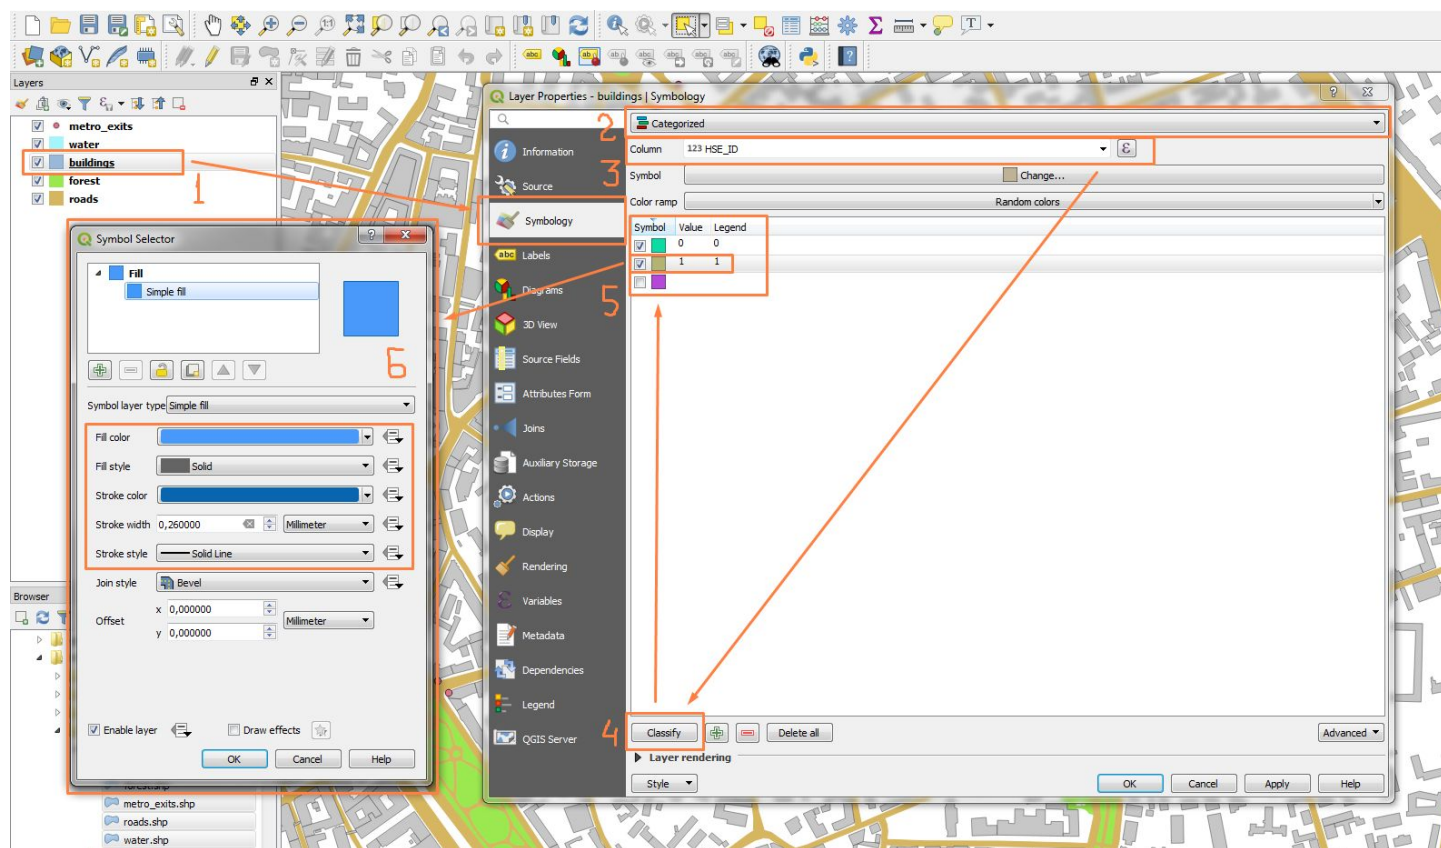 abc
T
Layers
metro_exits
water
buildings
forest
roads
1
Symbol Selector
Fill
Simple fill
6
Symbol layer type Simple fill
Fill color
Fill style Solid
Stroke color
Stroke width 0,260000 Millimeter
Stroke style Solid Line
Join style Bevel
Offset x 0,000000 Millimeter
y 0,000000
Enable layer Draw effects
OK Cancel Help
Browser
metro_exits.shp
roads.shp
water.shp
Layer Properties - buildings | Symbology
Information
Source
Symbology
abc Labels
Diagrams
3D View
Source Fields
Attributes Form
Joins
Auxiliary Storage
Actions
Display
Rendering
Variables
Metadata
Dependencies
Legend
QGIS Server
2
Categorized
3
Column 123 HSE_ID ε
Symbol Change...
Color ramp Random colors
Symbol Value Legend
0 0
1 1
5
4
Classify Delete all Advanced
Layer rendering
Style OK Cancel Apply Help